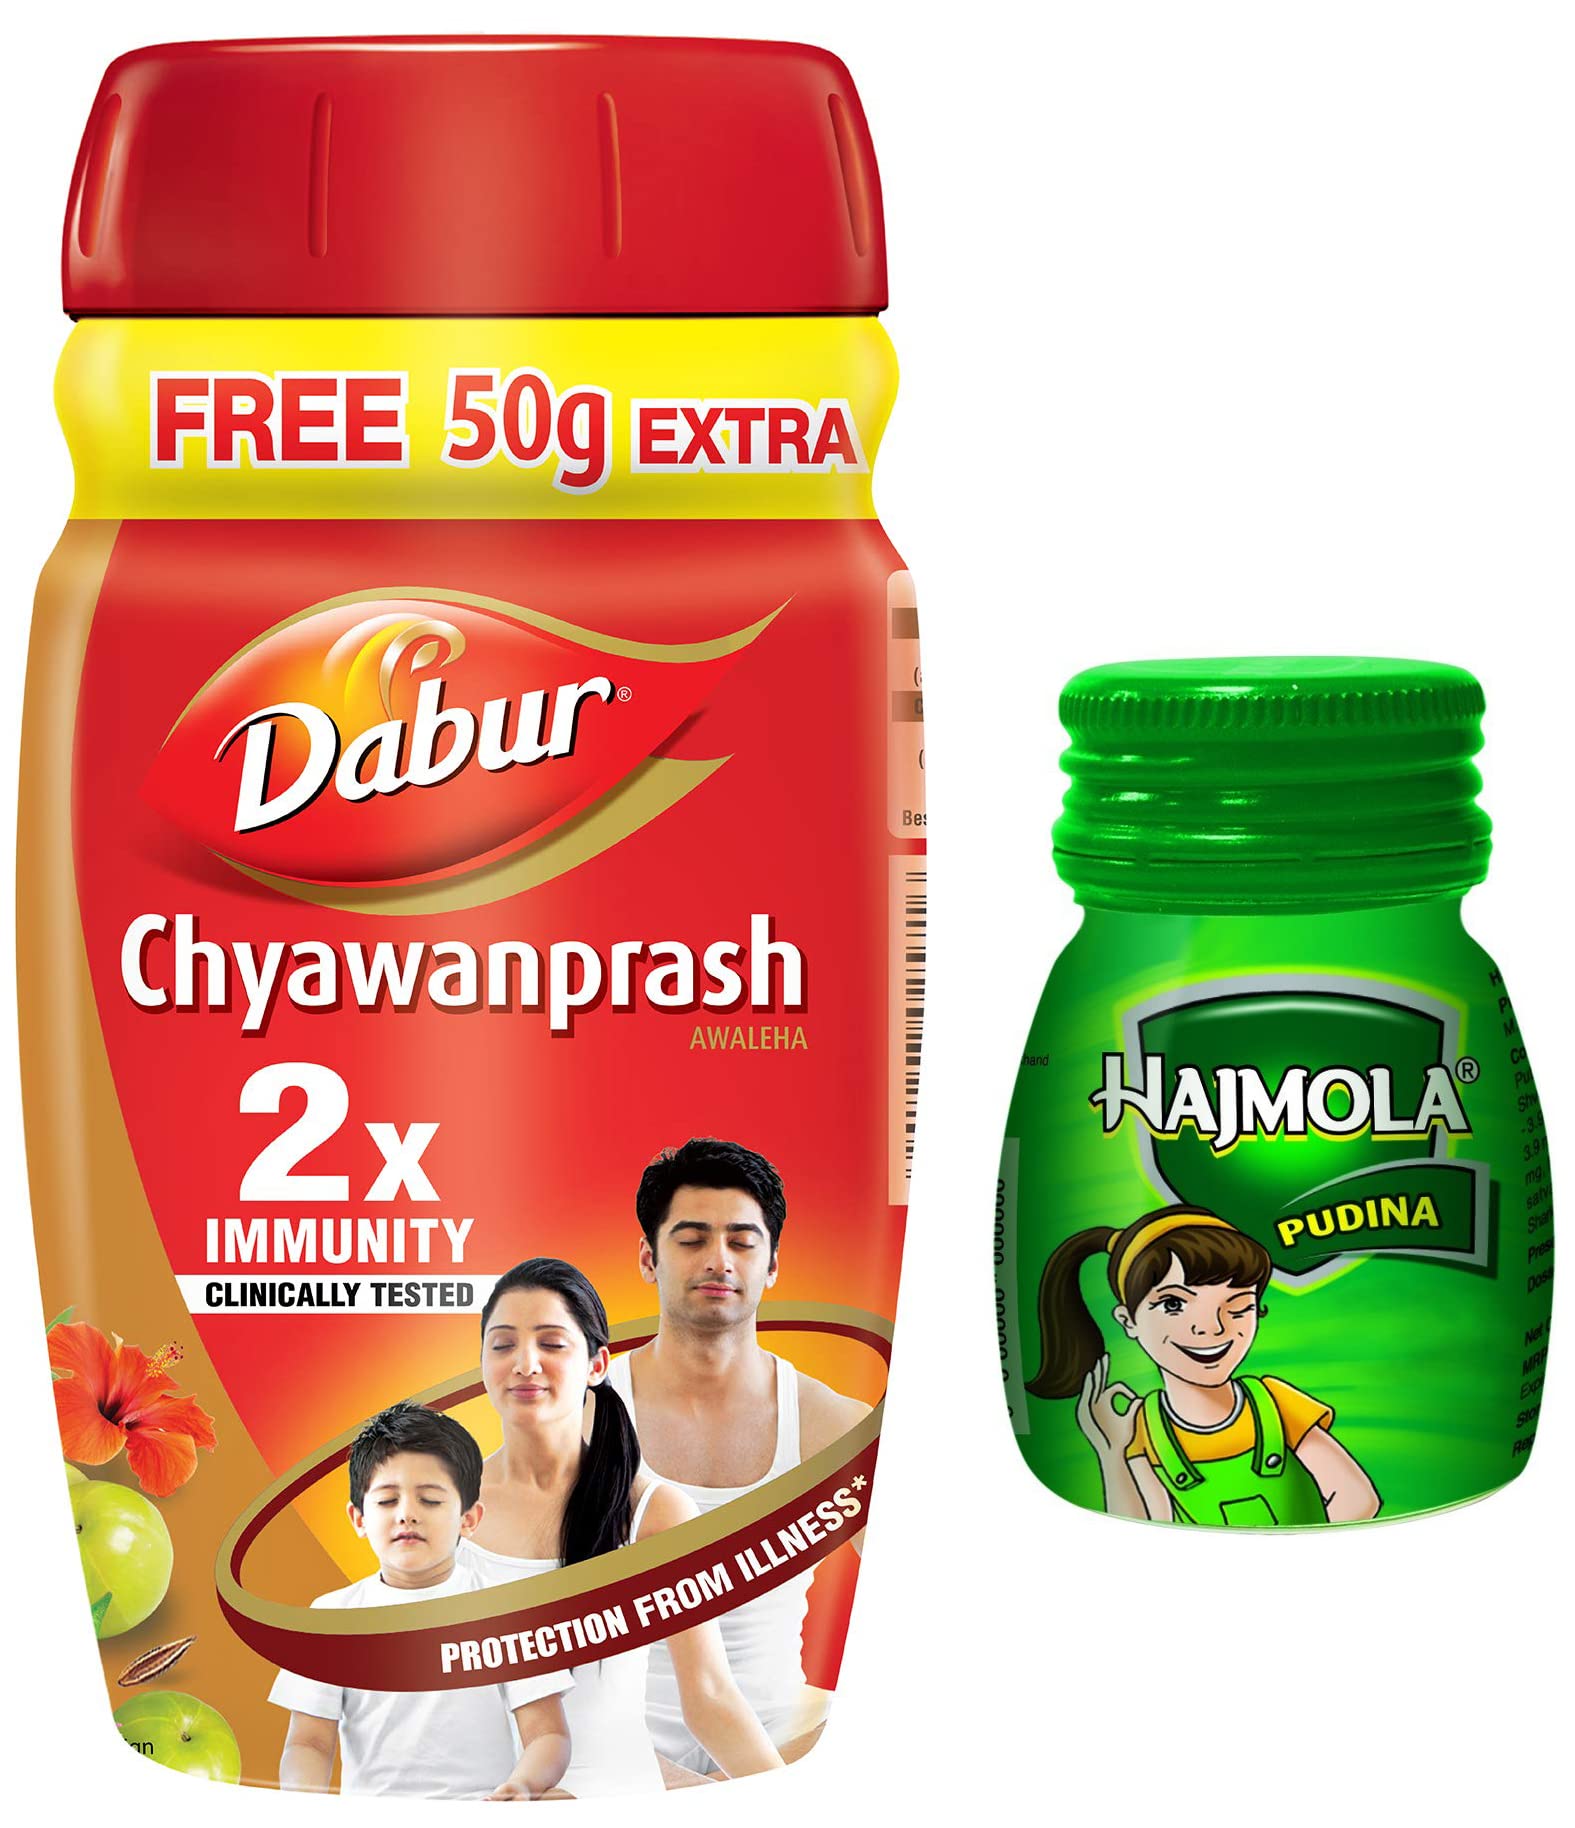 FREE 50g EXTRA
Dabur®
Chyawanprash
AWALEHA
2x
IMMUNITY
CLINICALLY TESTED
PROTECTION FROM ILLNESS*
HAJMOLA®
PUDINA